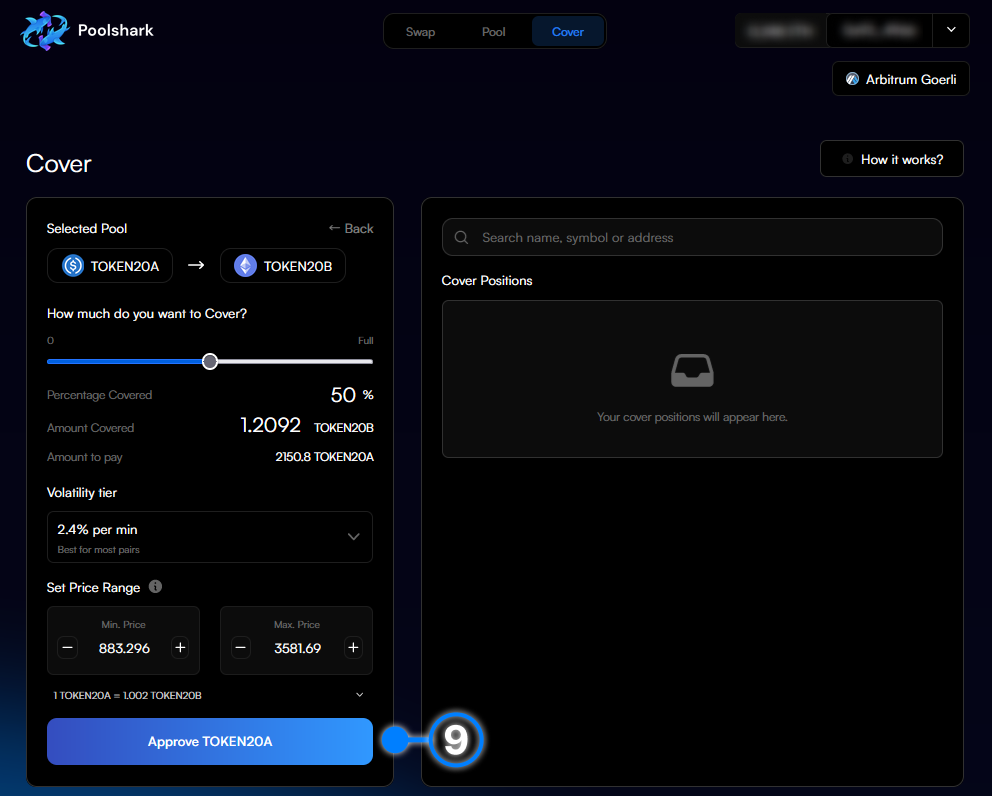 Poolshark
Swap Pool Cover
Arbitrum Goerli
Cover
How it works?
Selected Pool ← Back
TOKEN20A → TOKEN20B
How much do you want to Cover?
0 Full
Percentage Covered 50 %
Amount Covered 1.2092 TOKEN20B
Amount to pay 2150.8 TOKEN20A
Volatility tier
2.4% per min
Best for most pairs
Set Price Range
Min. Price Max. Price
883.296 3581.69
1 TOKEN20A = 1.002 TOKEN20B
Approve TOKEN20A
9
Search name, symbol or address
Cover Positions
Your cover positions will appear here.